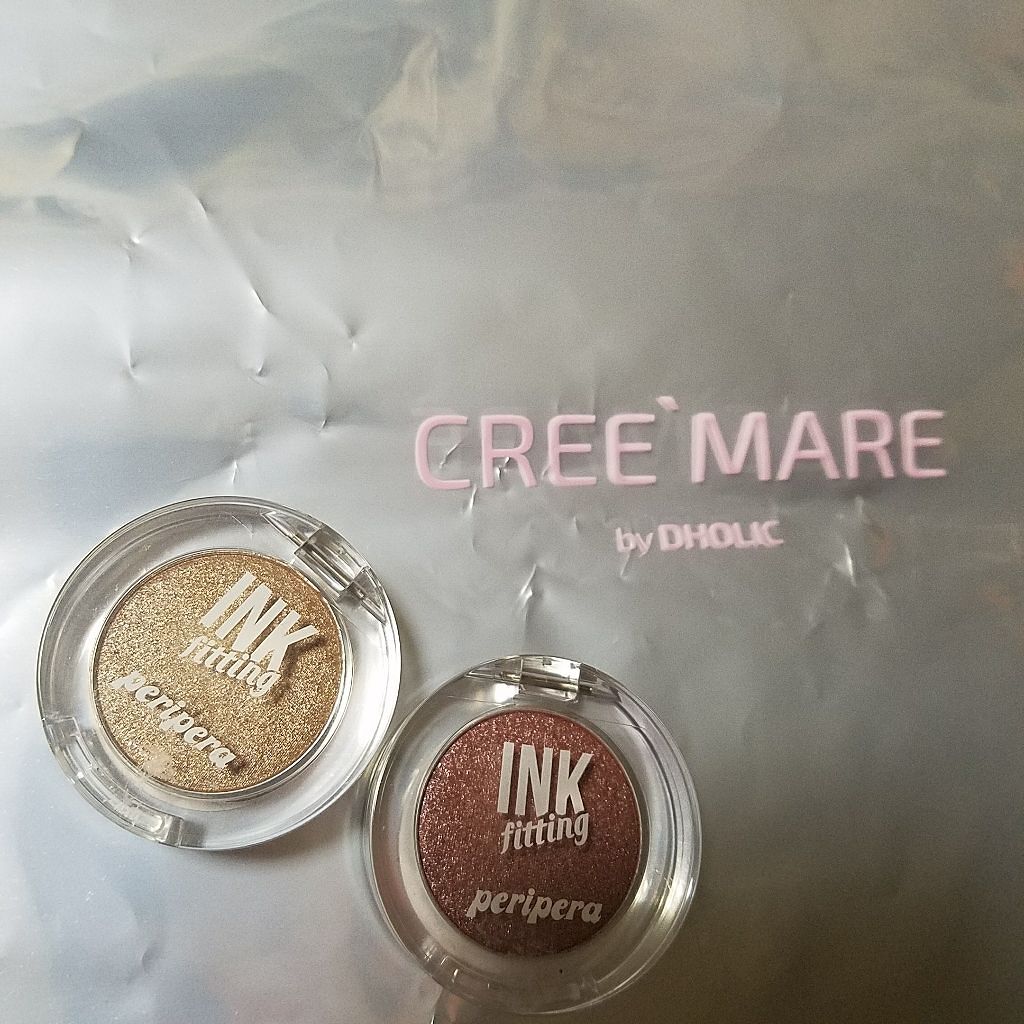 CREE`MARE
by DHOLIC
INK
fitting
peripera
INK
fitting
peripera